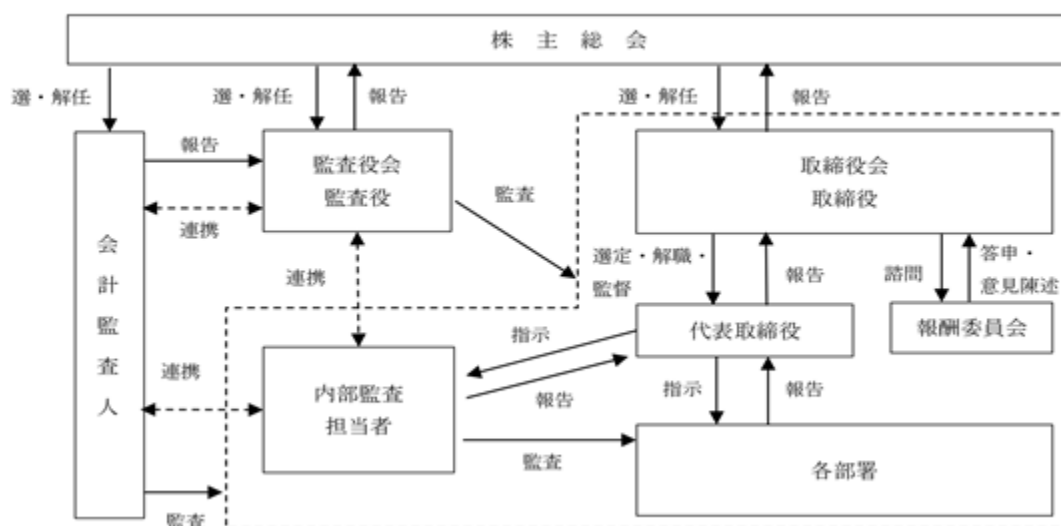 株主総会
選・解任
選・解任
報告
選・解任
報告
報告
監査役会
監査役
取締役会
取締役
監査
連携
会計監査人
連携
選定・解職・
監督
報告
諮問
答申・
意見陳述
代表取締役
報酬委員会
指示
連携
内部監査
担当者
報告
指示
報告
監査
各部署
監査